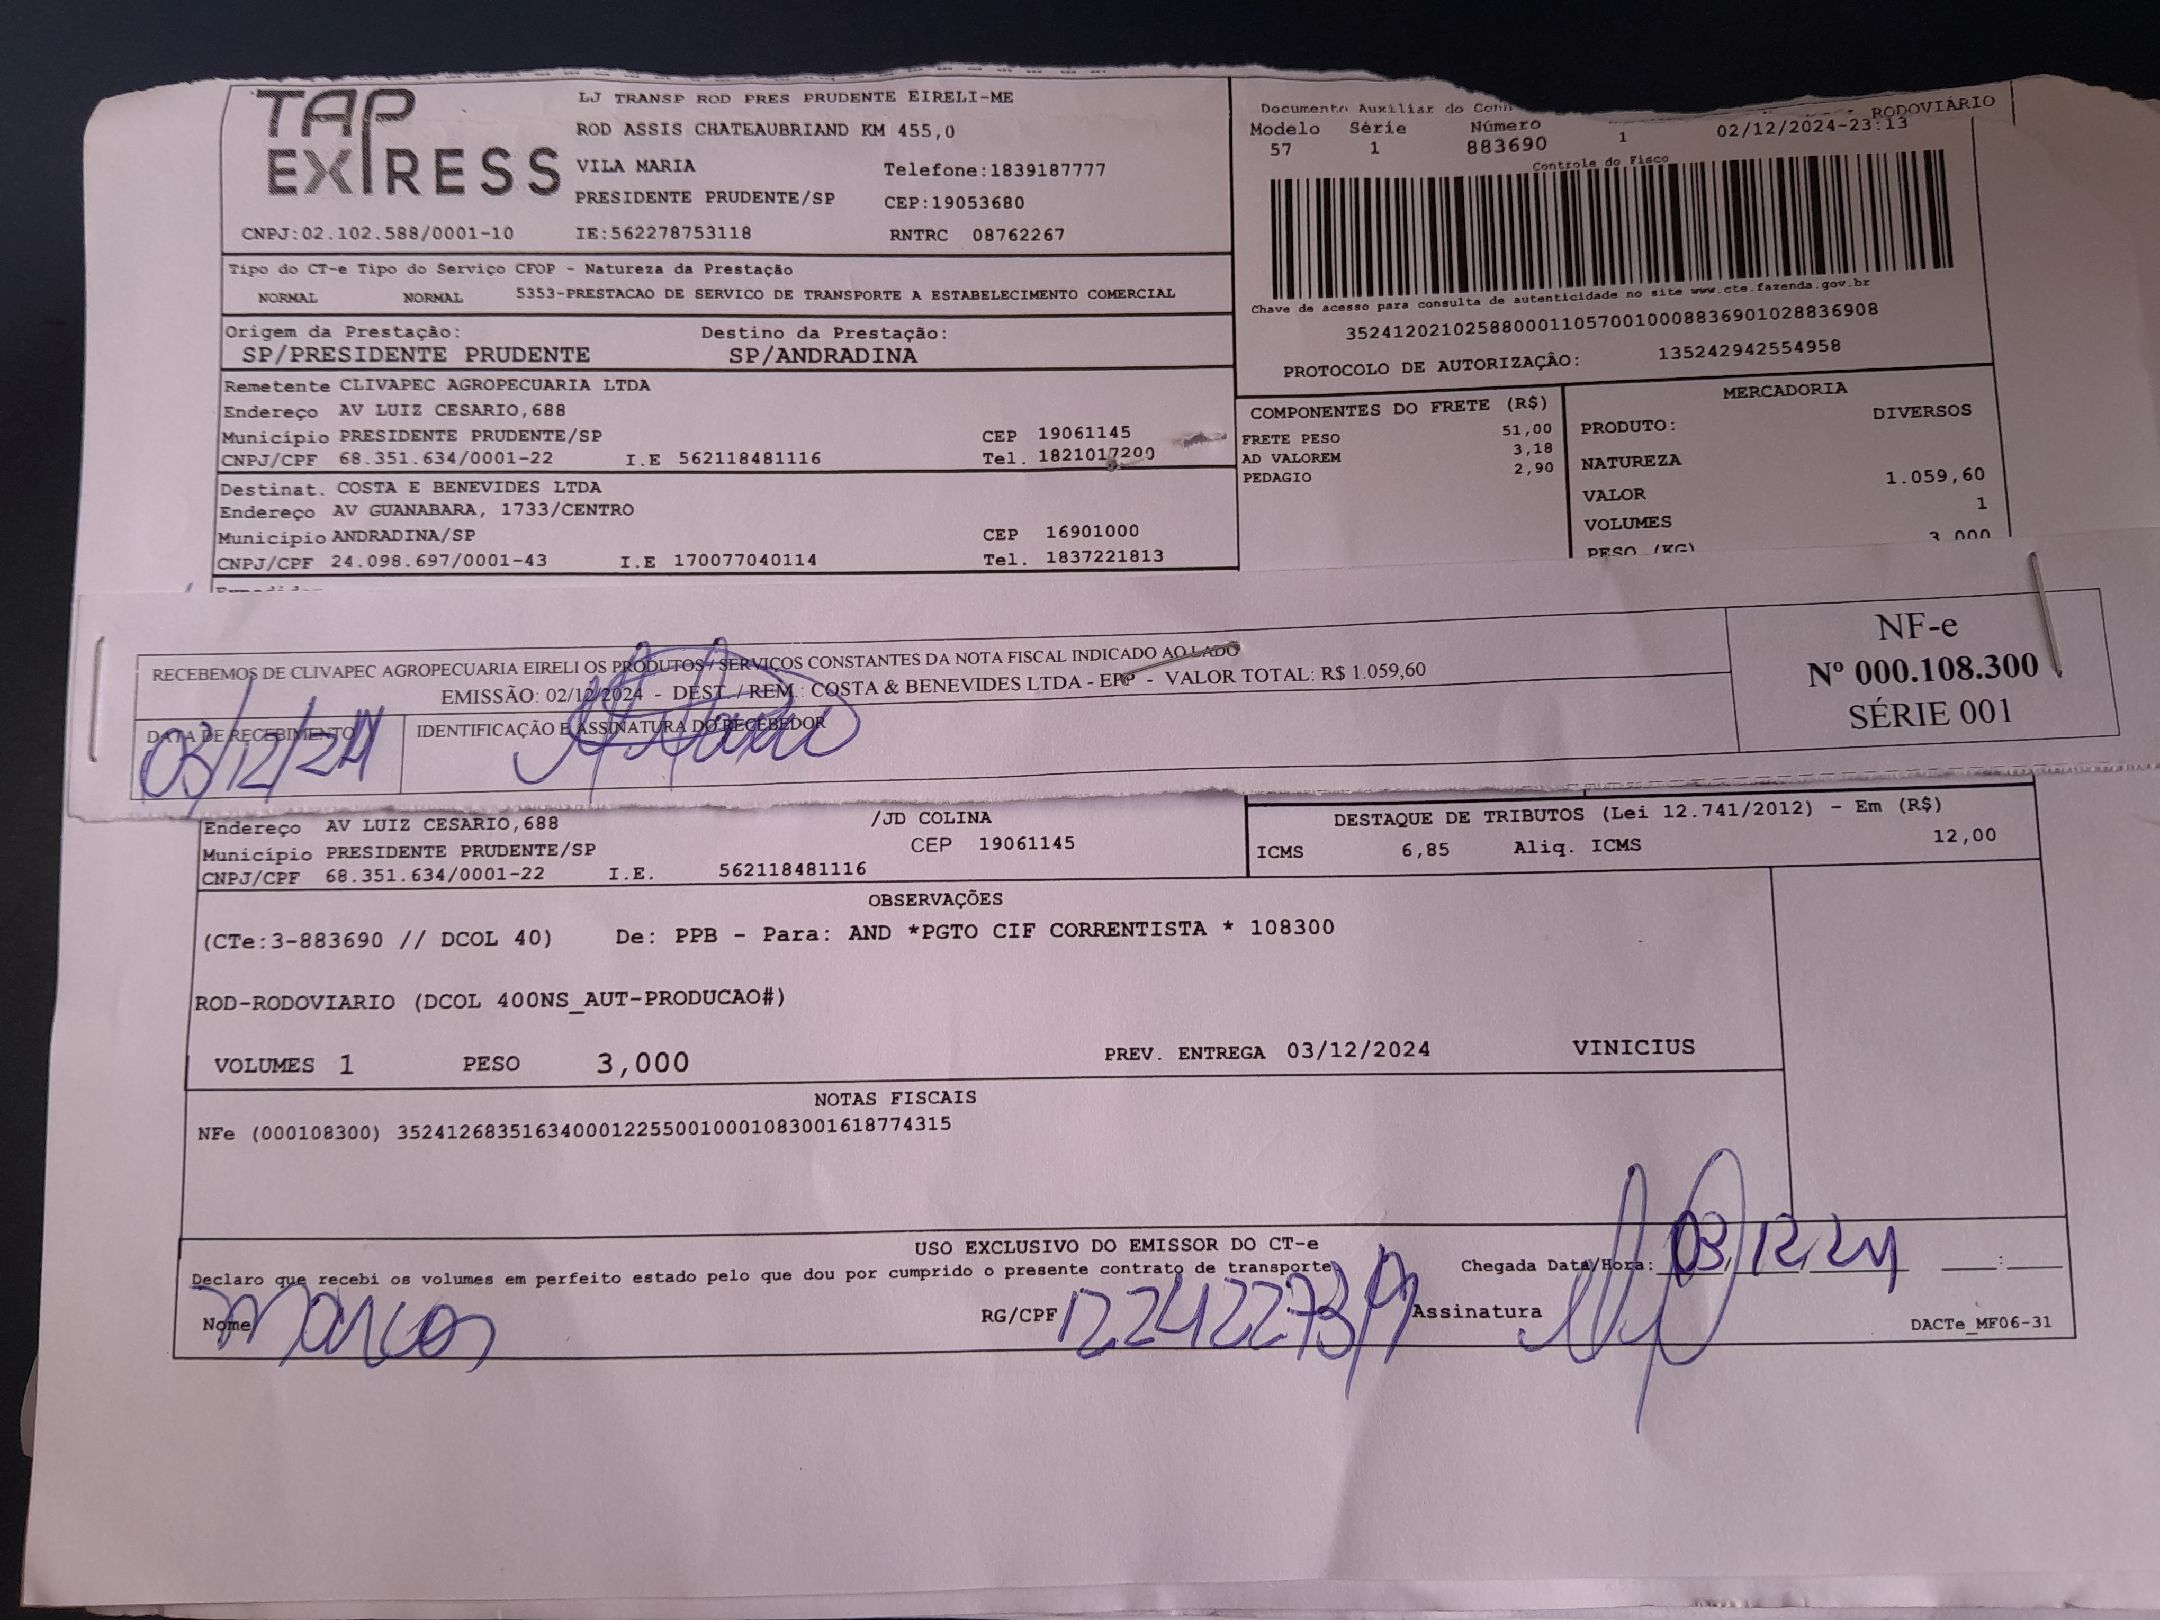 TAP EXPRESS
LJ TRANSP ROD PRES PRUDENTE EIRELI-ME
ROD ASSIS CHATEAUBRIAND KM 455,0
VILA MARIA Telefone:1839187777
PRESIDENTE PRUDENTE/SP CEP:19053680
CNPJ:02.102.588/0001-10 IE:562278753118 RNTRC 08762267
Tipo do CT-e Tipo do Serviço CFOP - Natureza da Prestação
NORMAL NORMAL 5353-PRESTACAO DE SERVICO DE TRANSPORTE A ESTABELECIMENTO COMERCIAL
Origem da Prestação: Destino da Prestação:
SP/PRESIDENTE PRUDENTE SP/ANDRADINA
Remetente CLIVAPEC AGROPECUARIA LTDA
Endereço AV LUIZ CESARIO,688
Município PRESIDENTE PRUDENTE/SP CEP 19061145
CNPJ/CPF 68.351.634/0001-22 I.E 562118481116 Tel. 1821017200
Destinat. COSTA E BENEVIDES LTDA
Endereço AV GUANABARA, 1733/CENTRO
Município ANDRADINA/SP CEP 16901000
CNPJ/CPF 24.098.697/0001-43 I.E 170077040114 Tel. 1837221813
Documento Auxiliar do RODOVIÁRIO
Modelo Série Número
57 1 883690 1 02/12/2024-23:13
Controle do Fisco
Chave de acesso para consulta de autenticidade no site www.cte.fazenda.gov.br
35241202102588000110570010008836901028836908
PROTOCOLO DE AUTORIZAÇÃO: 135242942554958
COMPONENTES DO FRETE (R$)
FRETE PESO 51,00
AD VALOREM 3,18
PEDAGIO 2,90
MERCADORIA
PRODUTO: DIVERSOS
NATUREZA
VALOR 1.059,60
VOLUMES 1
PESO (KG) 3,000
RECEBEMOS DE CLIVAPEC AGROPECUARIA EIRELI OS PRODUTOS / SERVIÇOS CONSTANTES DA NOTA FISCAL INDICADO AO LADO
EMISSÃO: 02/12/2024 - DEST. / REM.: COSTA & BENEVIDES LTDA - EPP - VALOR TOTAL: R$ 1.059,60
DATA DE RECEBIMENTO IDENTIFICAÇÃO E ASSINATURA DO RECEBEDOR
03/12/24
NF-e
Nº 000.108.300
SÉRIE 001
Endereço AV LUIZ CESARIO,688 /JD COLINA
Município PRESIDENTE PRUDENTE/SP CEP 19061145
CNPJ/CPF 68.351.634/0001-22 I.E. 562118481116
DESTAQUE DE TRIBUTOS (Lei 12.741/2012) - Em (R$)
ICMS 6,85 Aliq. ICMS 12,00
OBSERVAÇÕES
(CTe:3-883690 // DCOL 40) De: PPB - Para: AND *PGTO CIF CORRENTISTA * 108300
ROD-RODOVIARIO (DCOL 400NS_AUT-PRODUCAO#)
VOLUMES 1 PESO 3,000 PREV. ENTREGA 03/12/2024 VINICIUS
NOTAS FISCAIS
NFe (000108300) 35241268351634000122550010001083001618774315
USO EXCLUSIVO DO EMISSOR DO CT-e
Declaro que recebi os volumes em perfeito estado pelo que dou por cumprido o presente contrato de transporte
Chegada Data/Hora: 03/12/24 __:__
Nome Marcos RG/CPF Assinatura
DACTe_MF06-31